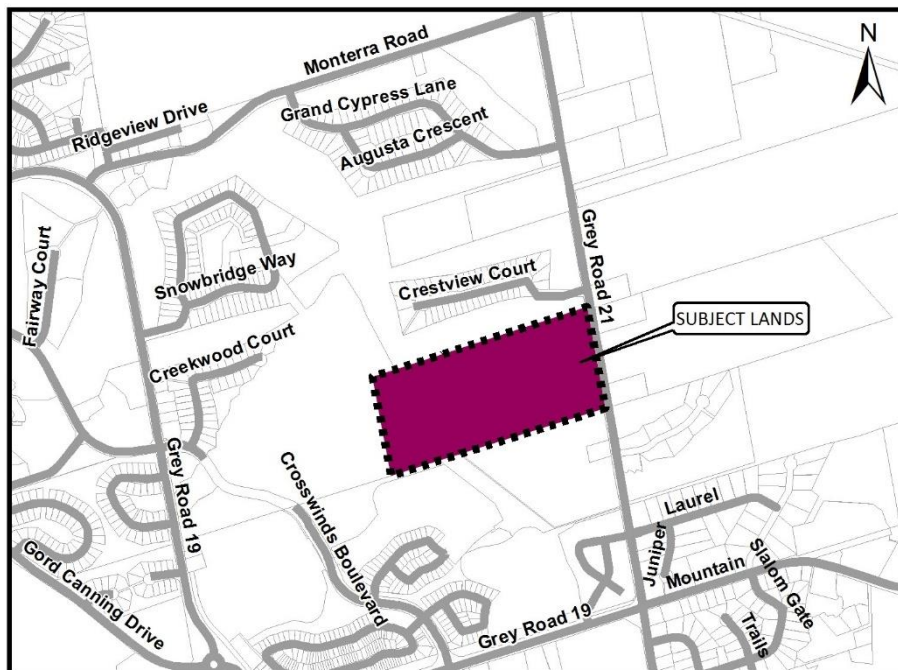 N
Monterra Road
Grand Cypress Lane
Ridgeview Drive
Augusta Crescent
Grey Road 21
Fairway Court
Snowbridge Way
Crestview Court
SUBJECT LANDS
Creekwood Court
Grey Road 19
Crosswinds Boulevard
Laurel
Juniper
Slalom Gate
Mountain
Gord Canning Drive
Trails
Grey Road 19